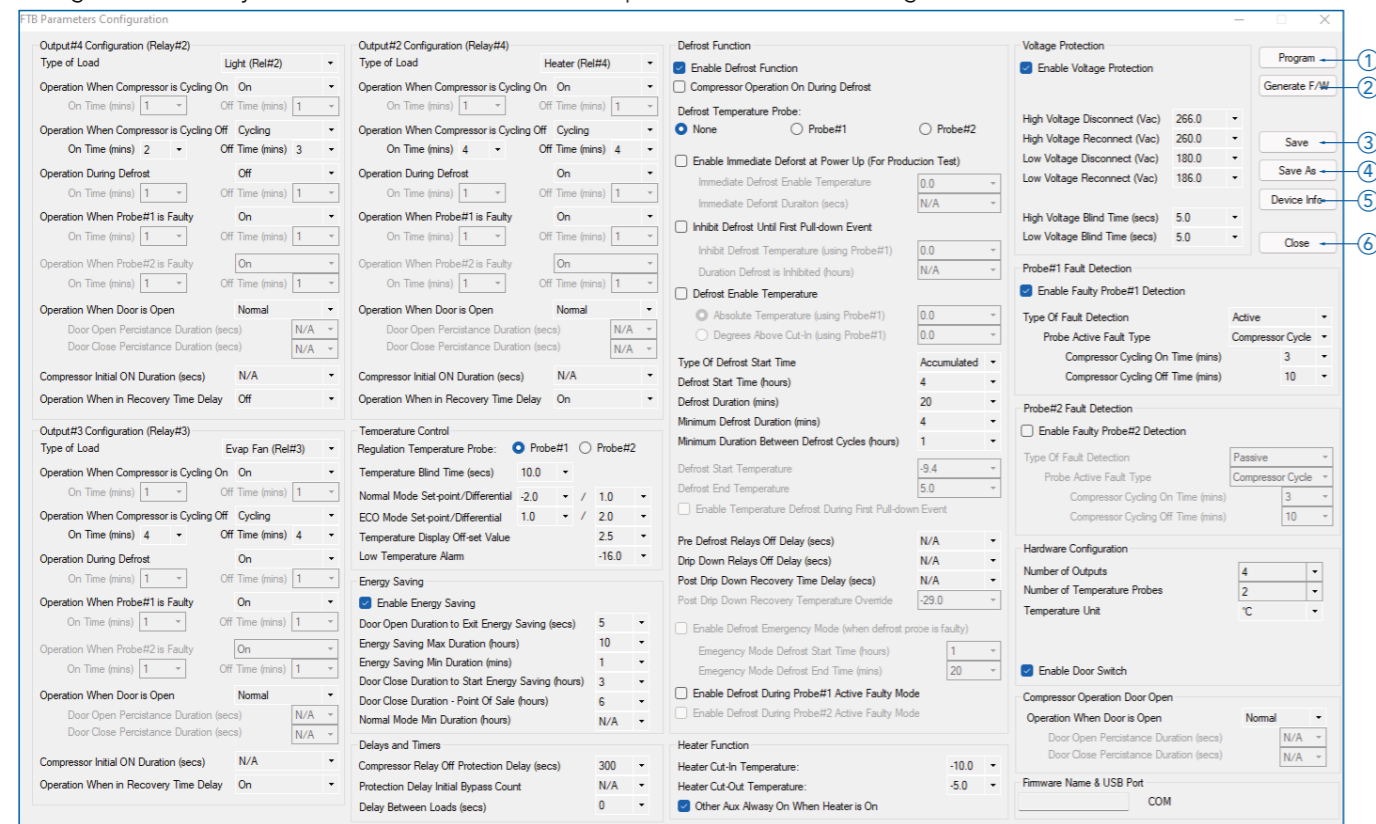 FTB Parameters Configuration
Output#4 Configuration (Relay#2)
Type of Load Light (Rel#2)
Operation When Compressor is Cycling On On
On Time (mins) 1 Off Time (mins) 1
Operation When Compressor is Cycling Off Cycling
On Time (mins) 2 Off Time (mins) 3
Operation During Defrost Off
On Time (mins) 1 Off Time (mins) 1
Operation When Probe#1 is Faulty On
On Time (mins) 1 Off Time (mins) 1
Operation When Probe#2 is Faulty On
On Time (mins) 1 Off Time (mins) 1
Operation When Door is Open Normal
Door Open Percistance Duration (secs) N/A
Door Close Percistance Duration (secs) N/A
Compressor Initial ON Duration (secs) N/A
Operation When in Recovery Time Delay Off
Output#3 Configuration (Relay#3)
Type of Load Evap Fan (Rel#3)
Operation When Compressor is Cycling On On
On Time (mins) 1 Off Time (mins) 1
Operation When Compressor is Cycling Off Cycling
On Time (mins) 4 Off Time (mins) 4
Operation During Defrost On
On Time (mins) 1 Off Time (mins) 1
Operation When Probe#1 is Faulty On
On Time (mins) 1 Off Time (mins) 1
Operation When Probe#2 is Faulty On
On Time (mins) 1 Off Time (mins) 1
Operation When Door is Open Normal
Door Open Percistance Duration (secs) N/A
Door Close Percistance Duration (secs) N/A
Compressor Initial ON Duration (secs) N/A
Operation When in Recovery Time Delay On
Output#2 Configuration (Relay#4)
Type of Load Heater (Rel#4)
Operation When Compressor is Cycling On On
On Time (mins) 1 Off Time (mins) 1
Operation When Compressor is Cycling Off Cycling
On Time (mins) 4 Off Time (mins) 4
Operation During Defrost On
On Time (mins) 1 Off Time (mins) 1
Operation When Probe#1 is Faulty On
On Time (mins) 1 Off Time (mins) 1
Operation When Probe#2 is Faulty On
On Time (mins) 1 Off Time (mins) 1
Operation When Door is Open Normal
Door Open Percistance Duration (secs) N/A
Door Close Percistance Duration (secs) N/A
Compressor Initial ON Duration (secs) N/A
Operation When in Recovery Time Delay On
Temperature Control
Regulation Temperature Probe: Probe#1 Probe#2
Temperature Blind Time (secs) 10.0
Normal Mode Set-point/Differential -2.0 / 1.0
ECO Mode Set-point/Differential 1.0 / 2.0
Temperature Display Off-set Value 2.5
Low Temperature Alarm -16.0
Energy Saving
Enable Energy Saving
Door Open Duration to Exit Energy Saving (secs) 5
Energy Saving Max Duration (hours) 10
Energy Saving Min Duration (mins) 1
Door Close Duration to Start Energy Saving (hours) 3
Door Close Duration - Point Of Sale (hours) 6
Normal Mode Min Duration (hours) N/A
Delays and Timers
Compressor Relay Off Protection Delay (secs) 300
Protection Delay Initial Bypass Count N/A
Delay Between Loads (secs) 0
Defrost Function
Enable Defrost Function
Compressor Operation On During Defrost
Defrost Temperature Probe:
None Probe#1 Probe#2
Enable Immediate Deforst at Power Up (For Production Test)
Immediate Defrost Enable Temperature 0.0
Immediate Deforst Duraiton (secs) N/A
Inhibit Defrost Until First Pull-down Event
Inhibit Defrost Temperature (using Probe#1) 0.0
Duration Defrost is Inhibited (hours) N/A
Defrost Enable Temperature
Absolute Temperature (using Probe#1) 0.0
Degrees Above Cut-In (using Probe#1) 0.0
Type Of Defrost Start Time Accumulated
Defrost Start Time (hours) 4
Defrost Duration (mins) 20
Minimum Defrost Duration (mins) 4
Minimum Duration Between Defrost Cycles (hours) 1
Defrost Start Temperature -9.4
Defrost End Temperature 5.0
Enable Temperature Defrost During First Pull-down Event
Pre Defrost Relays Off Delay (secs) N/A
Drip Down Relays Off Delay (secs) N/A
Post Drip Down Recovery Time Delay (secs) N/A
Post Drip Down Recovery Temperature Override -29.0
Enable Defrost Emergency Mode (when defrost probe is faulty)
Emegency Mode Defrost Start Time (hours) 1
Emegency Mode Defrost End Time (mins) 20
Enable Defrost During Probe#1 Active Faulty Mode
Enable Defrost During Probe#2 Active Faulty Mode
Heater Function
Heater Cut-In Temperature: -10.0
Heater Cut-Out Temperature: -5.0
Other Aux Alwasy On When Heater is On
Voltage Protection
Enable Voltage Protection
High Voltage Disconnect (Vac) 266.0
High Voltage Reconnect (Vac) 260.0
Low Voltage Disconnect (Vac) 180.0
Low Voltage Reconnect (Vac) 186.0
High Voltage Blind Time (secs) 5.0
Low Voltage Blind Time (secs) 5.0
Program 1
Generate F/W 2
Save 3
Save As 4
Device Info 5
Close 6
Probe#1 Fault Detection
Enable Faulty Probe#1 Detection
Type Of Fault Detection Active
Probe Active Fault Type Compressor Cycle
Compressor Cycling On Time (mins) 3
Compressor Cycling Off Time (mins) 10
Probe#2 Fault Detection
Enable Faulty Probe#2 Detection
Type Of Fault Detection Passive
Probe Active Fault Type Compressor Cycle
Compressor Cycling On Time (mins) 3
Compressor Cycling Off Time (mins) 10
Hardware Configuration
Number of Outputs 4
Number of Temperature Probes 2
Temperature Unit °C
Enable Door Switch
Compressor Operation Door Open
Operation When Door is Open Normal
Door Open Percistance Duration (secs) N/A
Door Close Percistance Duration (secs) N/A
Firmware Name & USB Port
COM